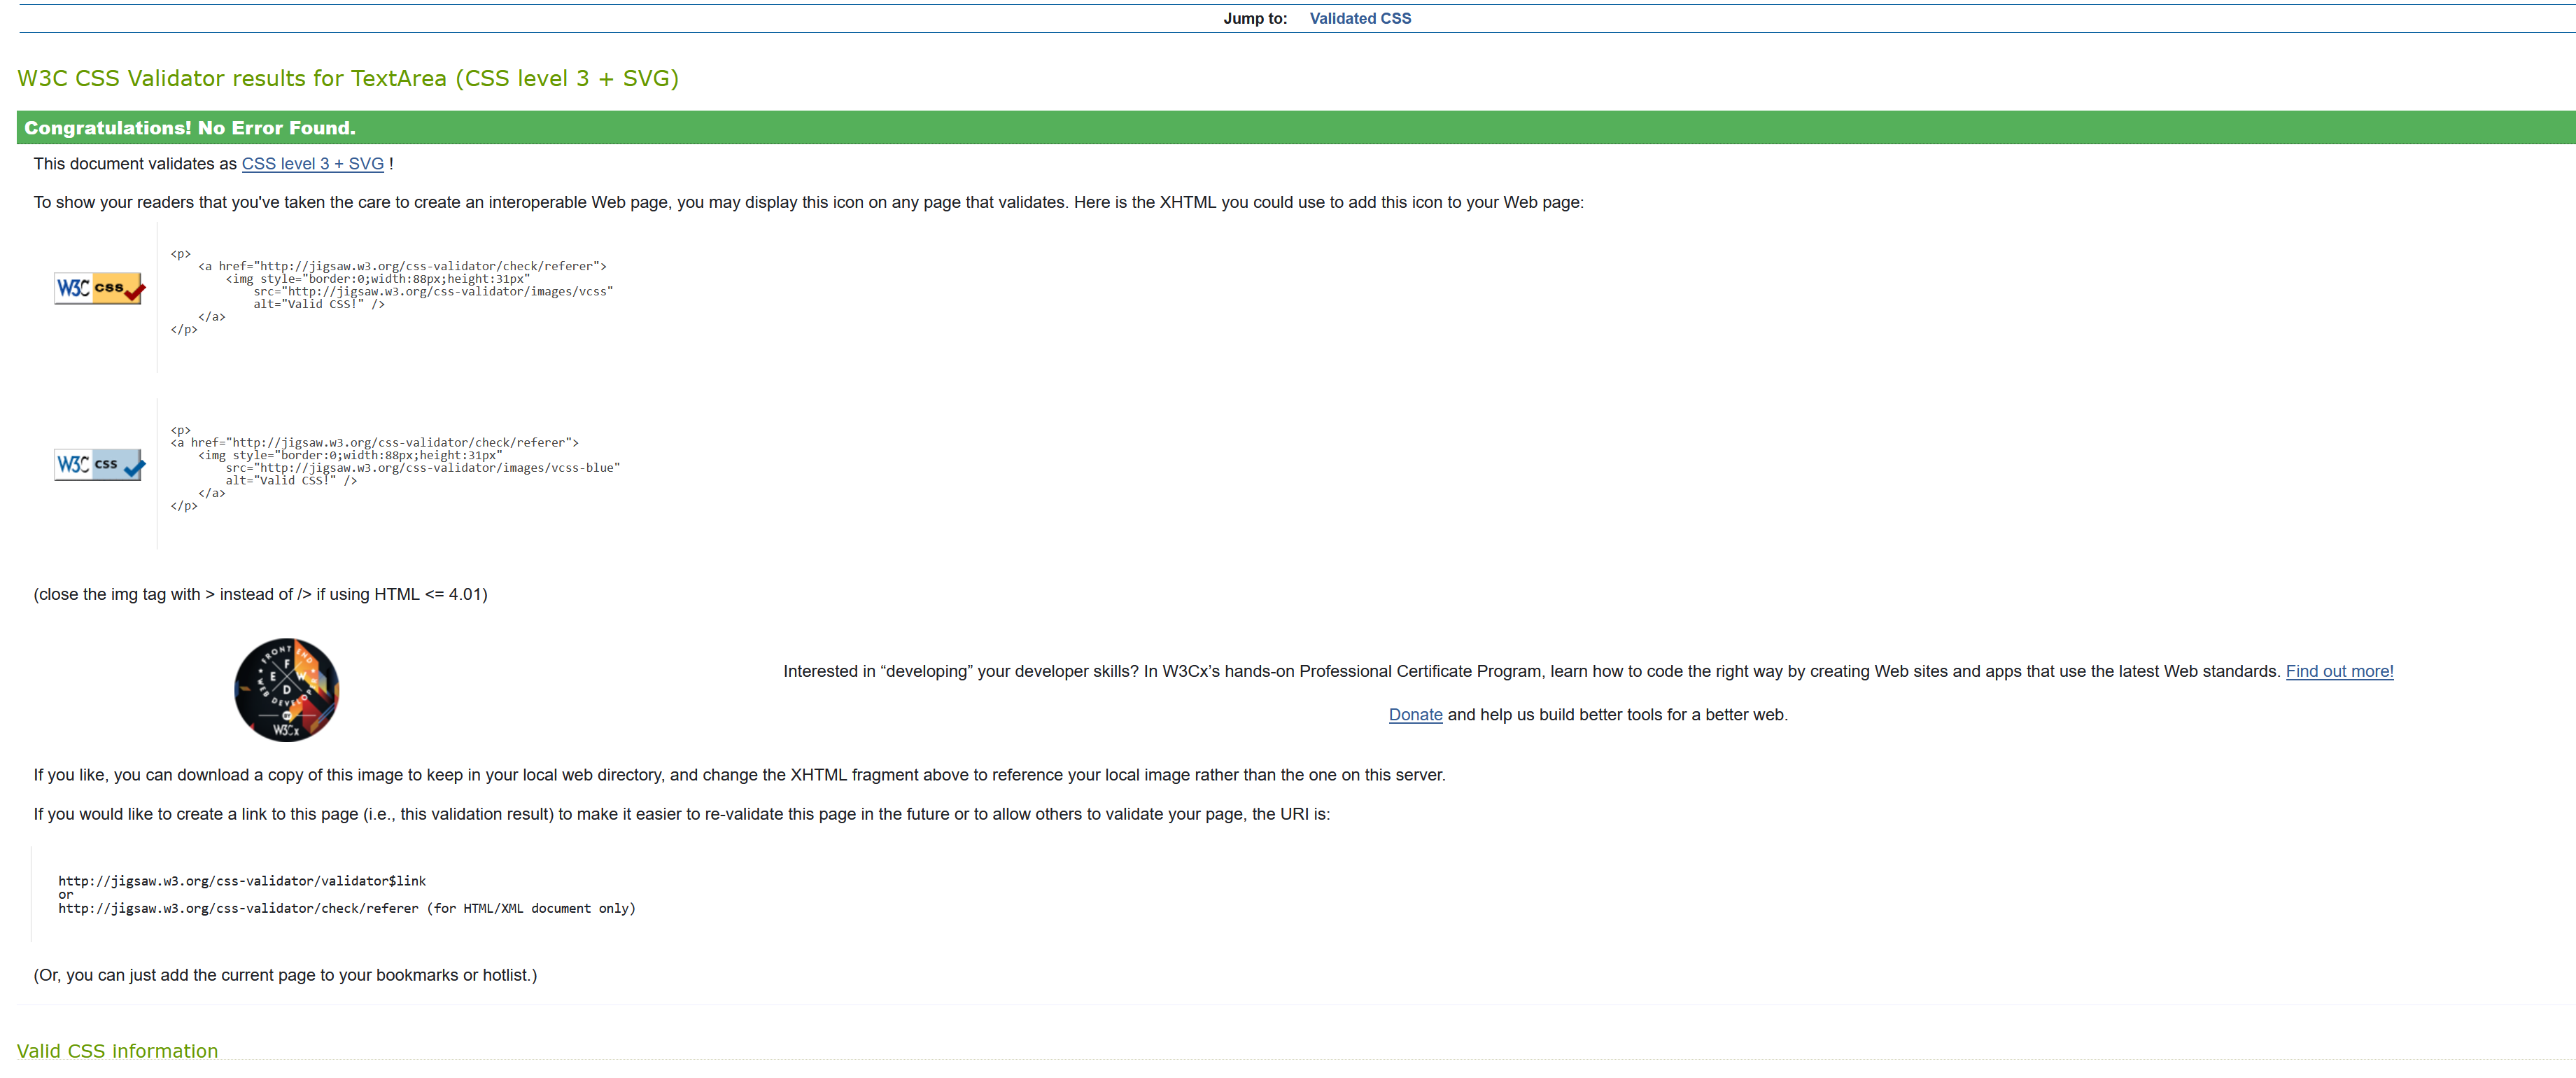 Jump to: Validated CSS
W3C CSS Validator results for TextArea (CSS level 3 + SVG)
Congratulations! No Error Found.
This document validates as CSS level 3 + SVG !
To show your readers that you've taken the care to create an interoperable Web page, you may display this icon on any page that validates. Here is the XHTML you could use to add this icon to your Web page:
W3C css
<p>
    <a href="http://jigsaw.w3.org/css-validator/check/referer">
        <img style="border:0;width:88px;height:31px"
            src="http://jigsaw.w3.org/css-validator/images/vcss"
            alt="Valid CSS!" />
    </a>
</p>
W3C css
<p>
<a href="http://jigsaw.w3.org/css-validator/check/referer">
    <img style="border:0;width:88px;height:31px"
        src="http://jigsaw.w3.org/css-validator/images/vcss-blue"
        alt="Valid CSS!" />
    </a>
</p>
(close the img tag with > instead of /> if using HTML <= 4.01)
FRONT END
F
E W
D
WEB DEVELOPER
BY
W3Cx
Interested in “developing” your developer skills? In W3Cx’s hands-on Professional Certificate Program, learn how to code the right way by creating Web sites and apps that use the latest Web standards. Find out more!
Donate and help us build better tools for a better web.
If you like, you can download a copy of this image to keep in your local web directory, and change the XHTML fragment above to reference your local image rather than the one on this server.
If you would like to create a link to this page (i.e., this validation result) to make it easier to re-validate this page in the future or to allow others to validate your page, the URI is:
http://jigsaw.w3.org/css-validator/validator$link
or
http://jigsaw.w3.org/css-validator/check/referer (for HTML/XML document only)
(Or, you can just add the current page to your bookmarks or hotlist.)
Valid CSS information